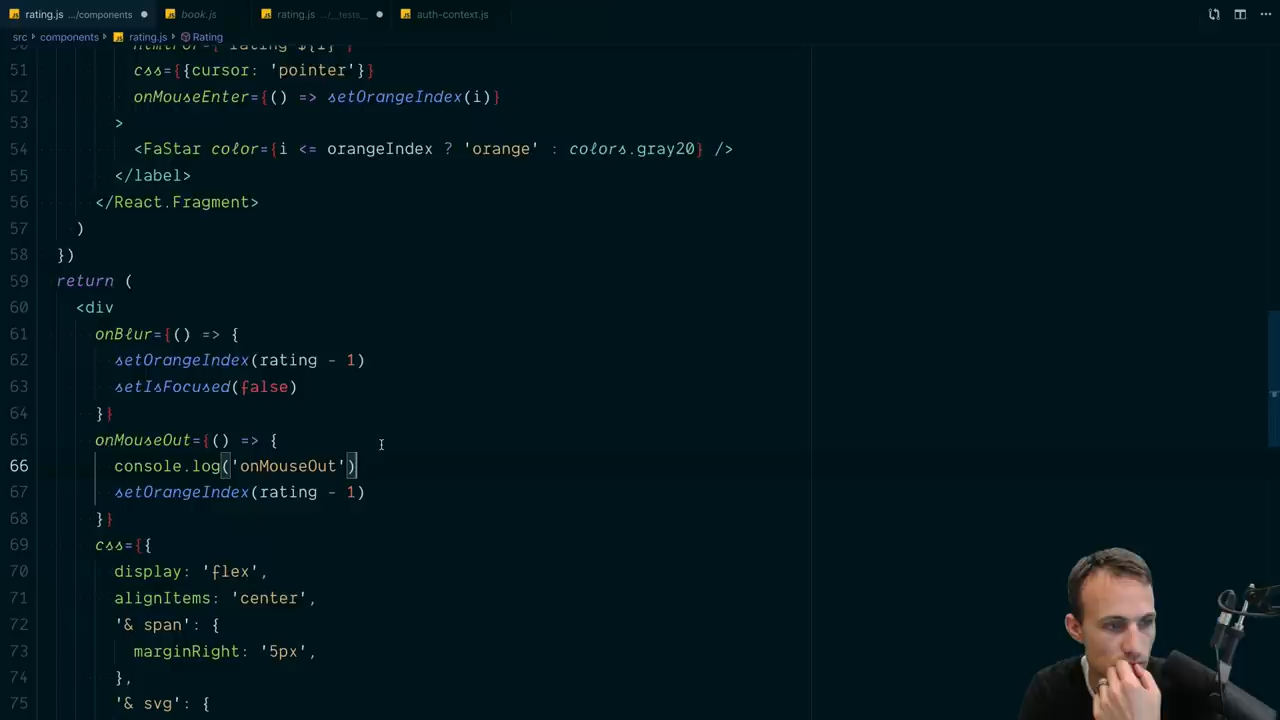 rating.js .../components
book.js
rating.js .../__tests__
auth-context.js
src > components > rating.js > Rating
51 css={{cursor: 'pointer'}}
52 onMouseEnter={() => setOrangeIndex(i)}
53 >
54 <FaStar color={i <= orangeIndex ? 'orange' : colors.gray20} />
55 </label>
56 </React.Fragment>
57 )
58 })
59 return (
60 <div
61 onBlur={() => {
62 setOrangeIndex(rating - 1)
63 setIsFocused(false)
64 }}
65 onMouseOut={() => {
66 console.log('onMouseOut')
67 setOrangeIndex(rating - 1)
68 }}
69 css={{
70 display: 'flex',
71 alignItems: 'center',
72 '& span': {
73 marginRight: '5px',
74 },
75 '& svg': {